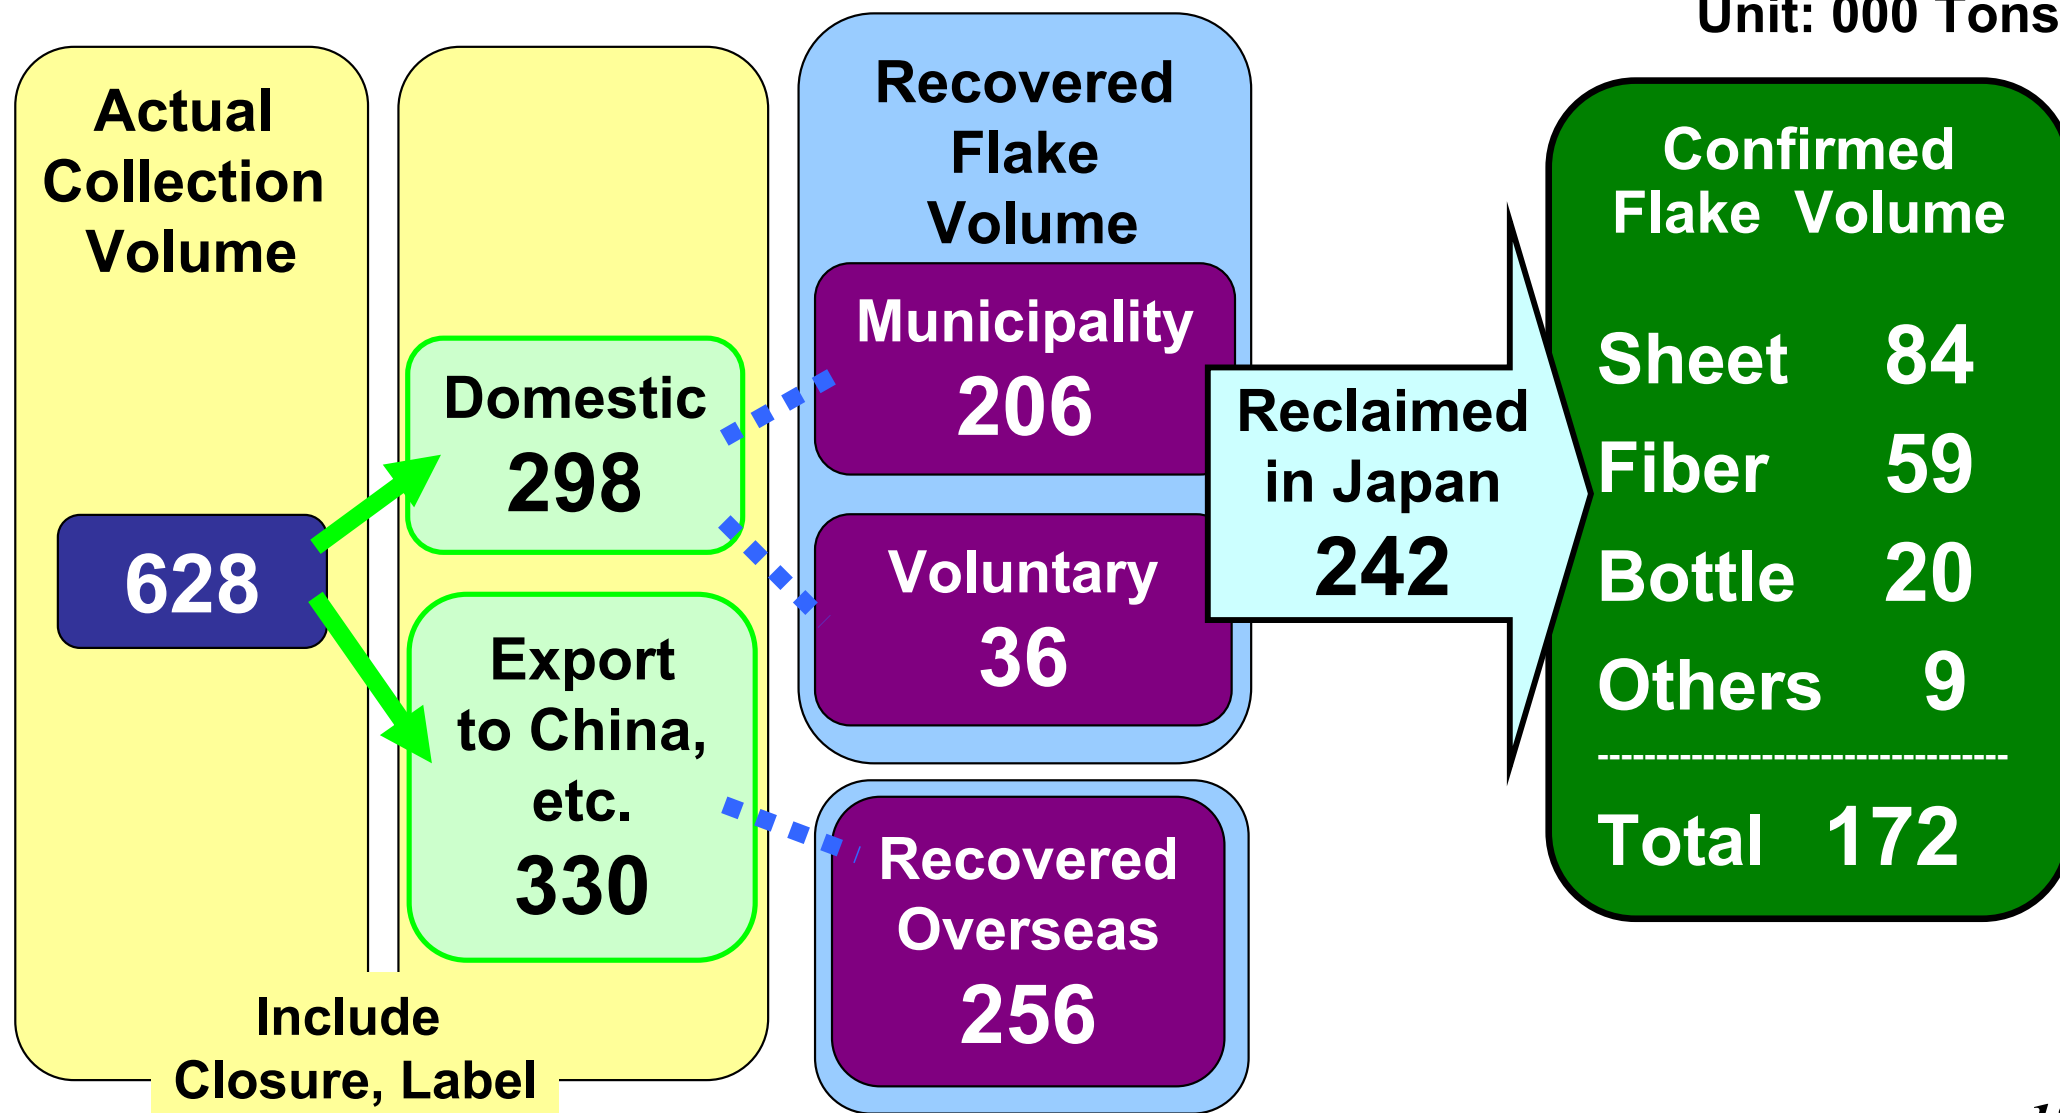 Unit: 000 Tons
Actual
Collection
Volume
628
Domestic
298
Export
to China,
etc.
330
Include
Closure, Label
Recovered
Flake
Volume
Municipality
206
Voluntary
36
Recovered
Overseas
256
Reclaimed
in Japan
242
Confirmed
Flake Volume
Sheet 84
Fiber 59
Bottle 20
Others 9
-----------------------------------
Total 172